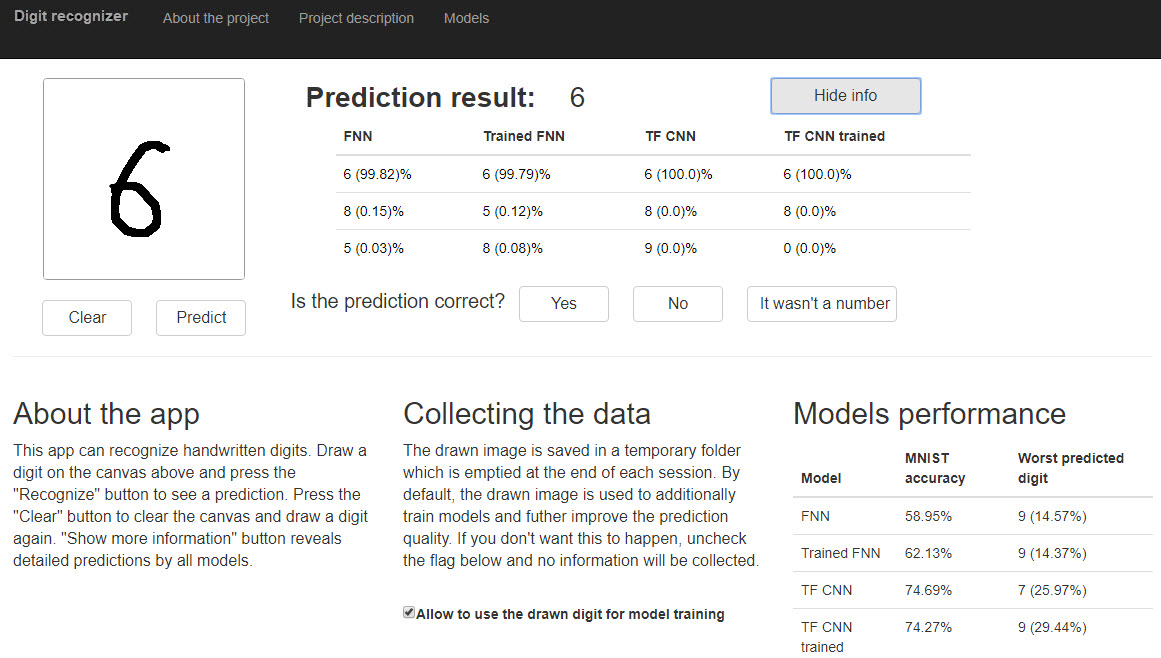 Digit recognizer About the project Project description Models
6
Prediction result: 6 Hide info
FNN Trained FNN TF CNN TF CNN trained
6 (99.82)% 6 (99.79)% 6 (100.0)% 6 (100.0)%
8 (0.15)% 5 (0.12)% 8 (0.0)% 8 (0.0)%
5 (0.03)% 8 (0.08)% 9 (0.0)% 0 (0.0)%
Is the prediction correct? Yes No It wasn't a number
Clear Predict
About the app
This app can recognize handwritten digits. Draw a
digit on the canvas above and press the
"Recognize" button to see a prediction. Press the
"Clear" button to clear the canvas and draw a digit
again. "Show more information" button reveals
detailed predictions by all models.
Collecting the data
The drawn image is saved in a temporary folder
which is emptied at the end of each session. By
default, the drawn image is used to additionally
train models and futher improve the prediction
quality. If you don't want this to happen, uncheck
the flag below and no information will be collected.
Allow to use the drawn digit for model training
Models performance
Model MNIST accuracy Worst predicted digit
FNN 58.95% 9 (14.57%)
Trained FNN 62.13% 9 (14.37%)
TF CNN 74.69% 7 (25.97%)
TF CNN trained 74.27% 9 (29.44%)